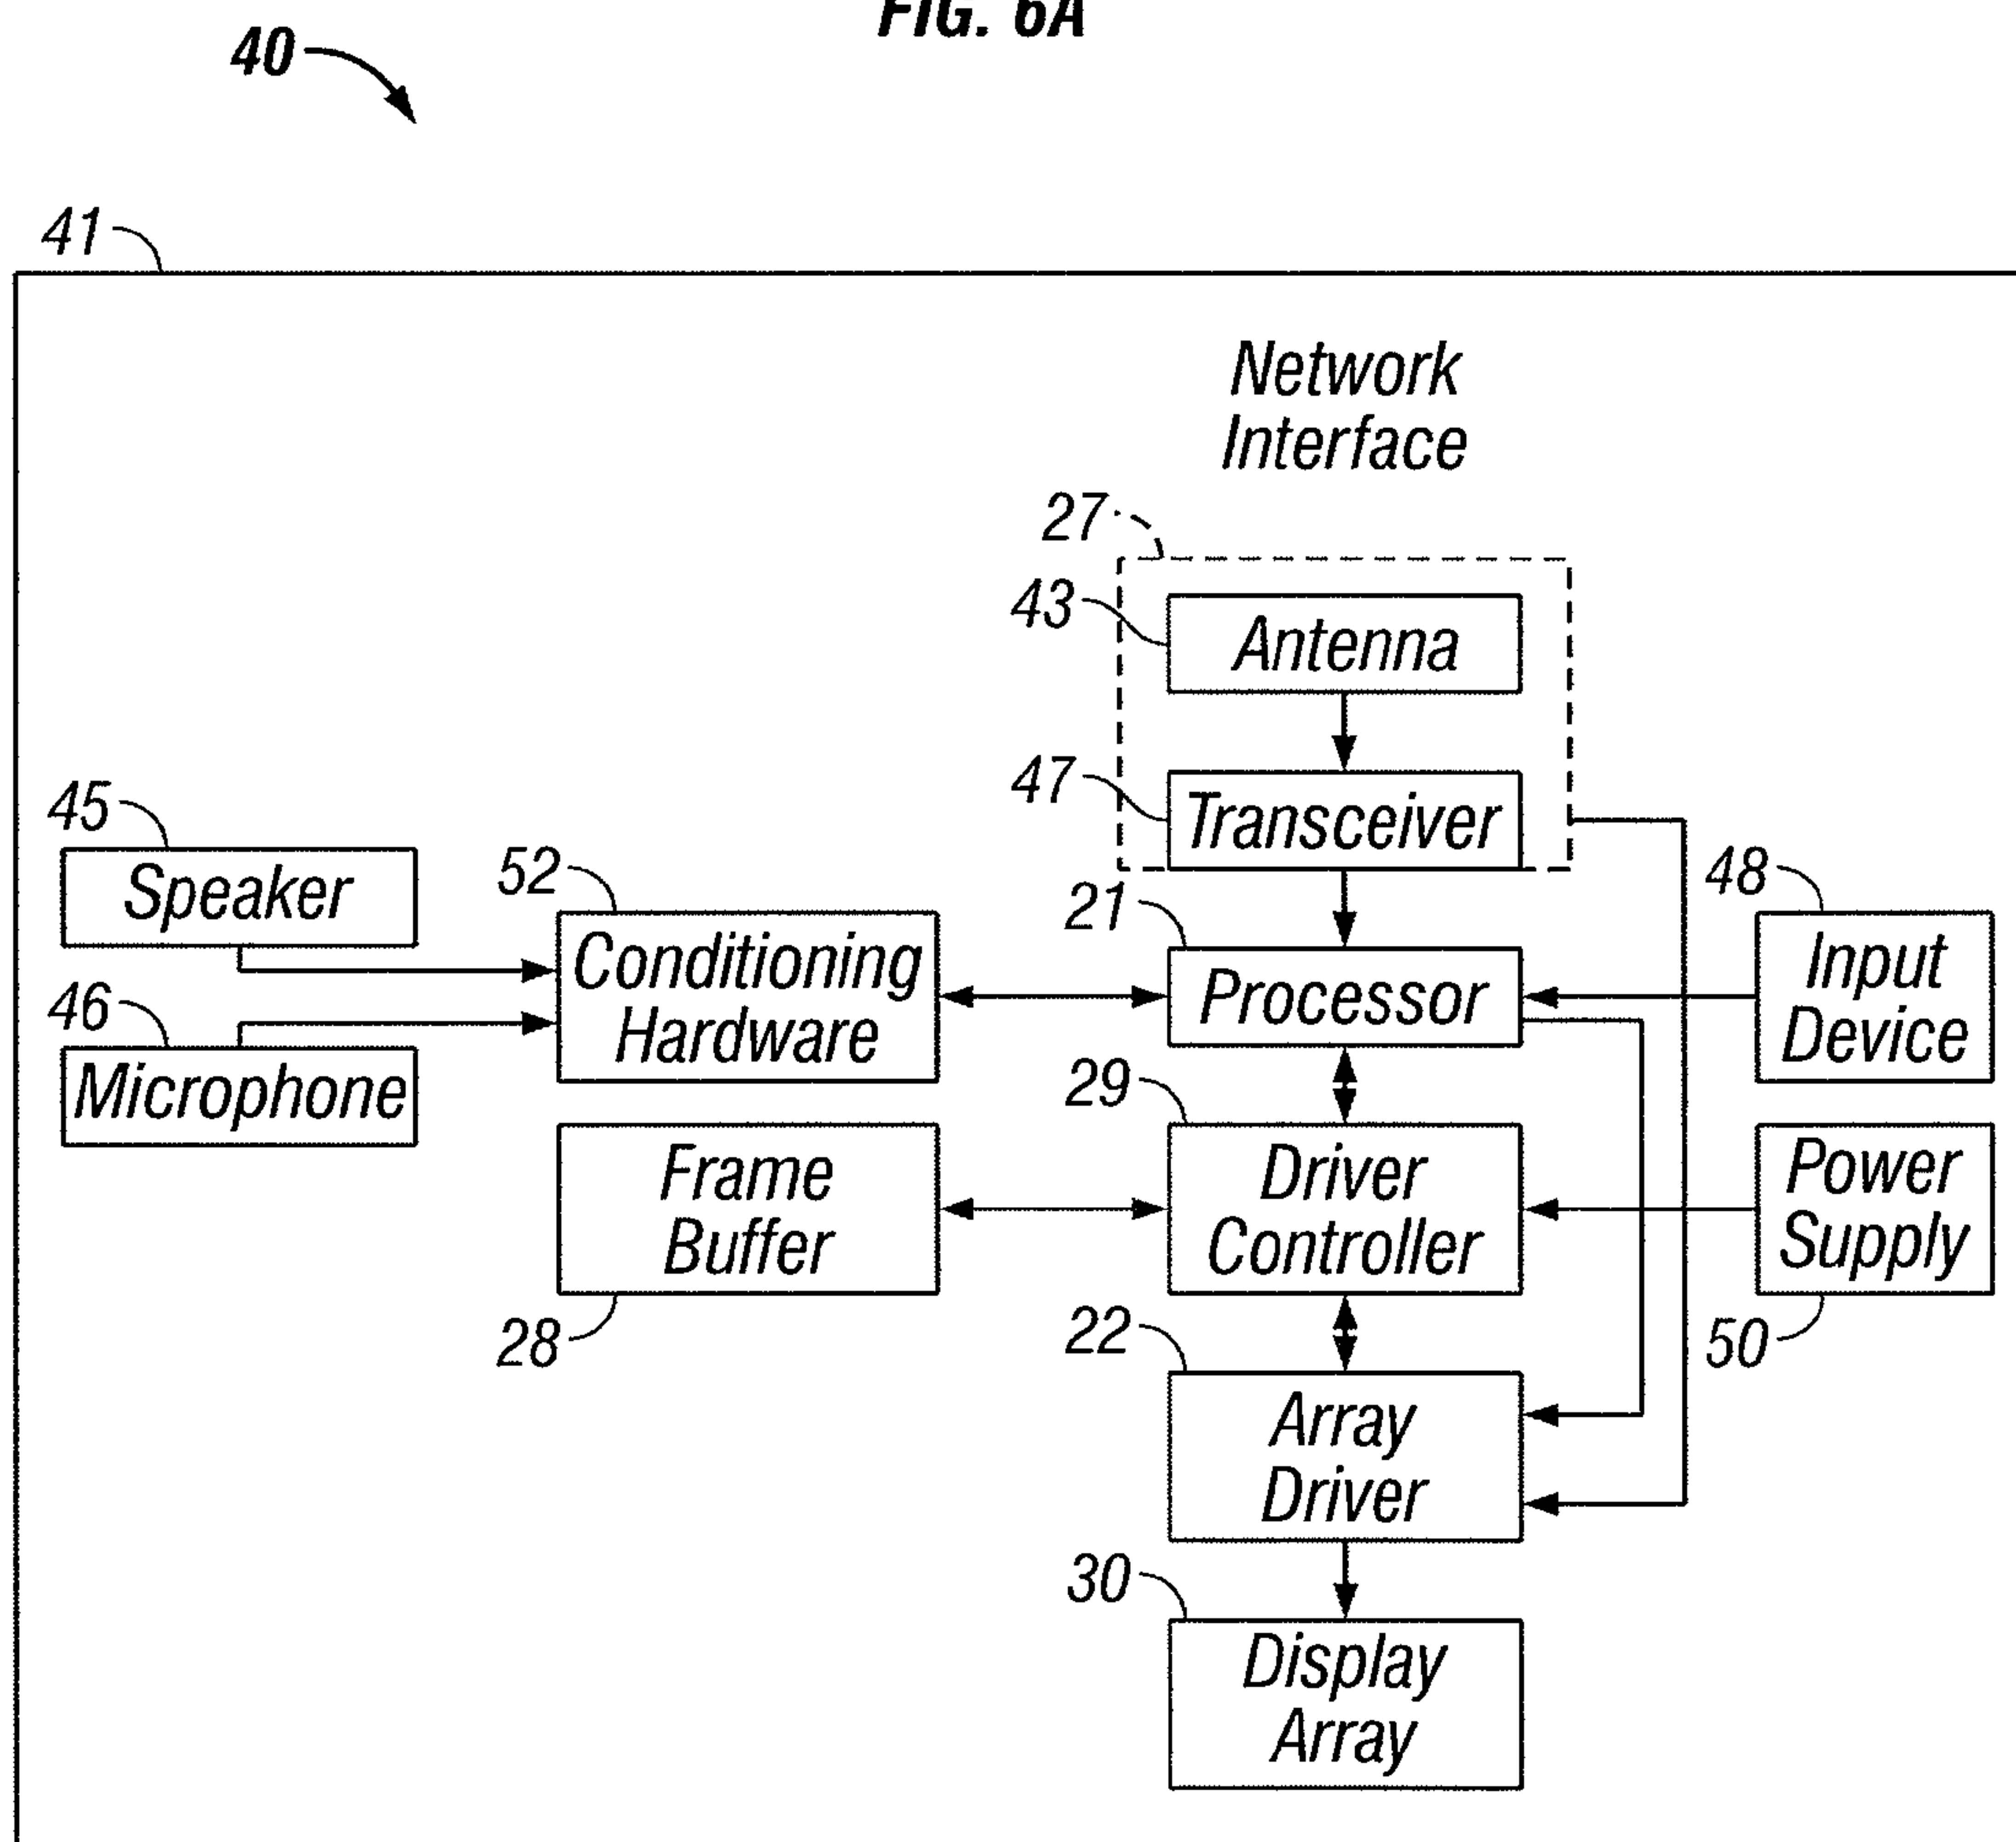 FIG. 6A
40
41
Network
Interface
27
43
Antenna
47
Transceiver
45
Speaker
52
Conditioning
Hardware
21
Processor
48
Input
Device
46
Microphone
29
Driver
Controller
Frame
Buffer
28
Power
Supply
50
22
Array
Driver
30
Display
Array